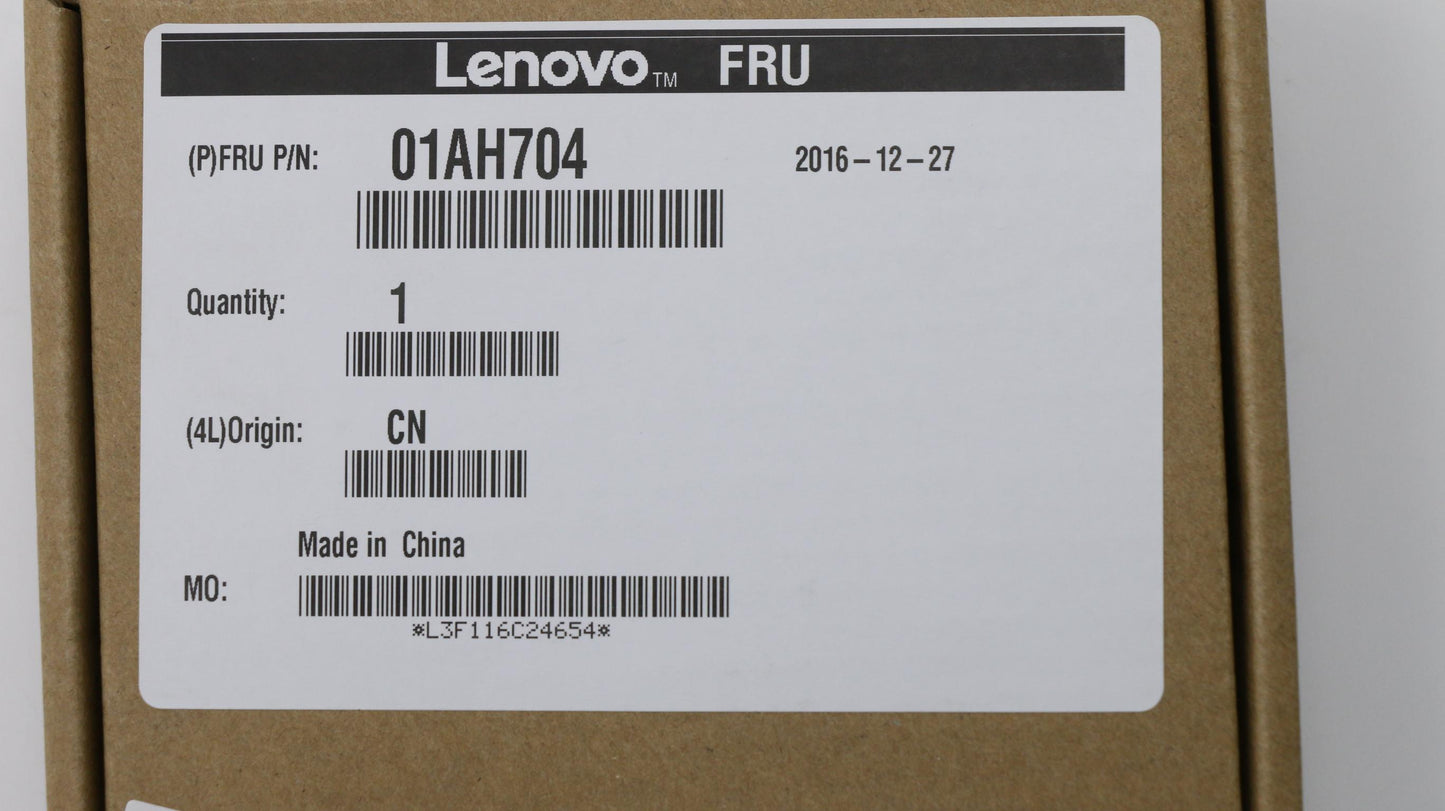 Lenovo™ FRU
(P)FRU P/N: 01AH704 2016-12-27
Quantity: 1
(4L)Origin: CN
Made in China
MO:
*L3F116C24654*